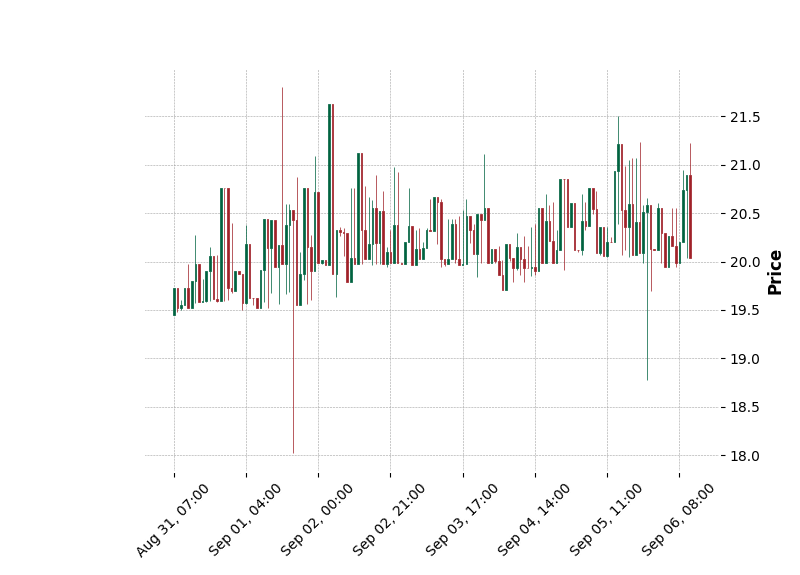 21.5
21.0
20.5
20.0
19.5
19.0
18.5
18.0
Price
Aug 31, 07:00
Sep 01, 04:00
Sep 02, 00:00
Sep 02, 21:00
Sep 03, 17:00
Sep 04, 14:00
Sep 05, 11:00
Sep 06, 08:00